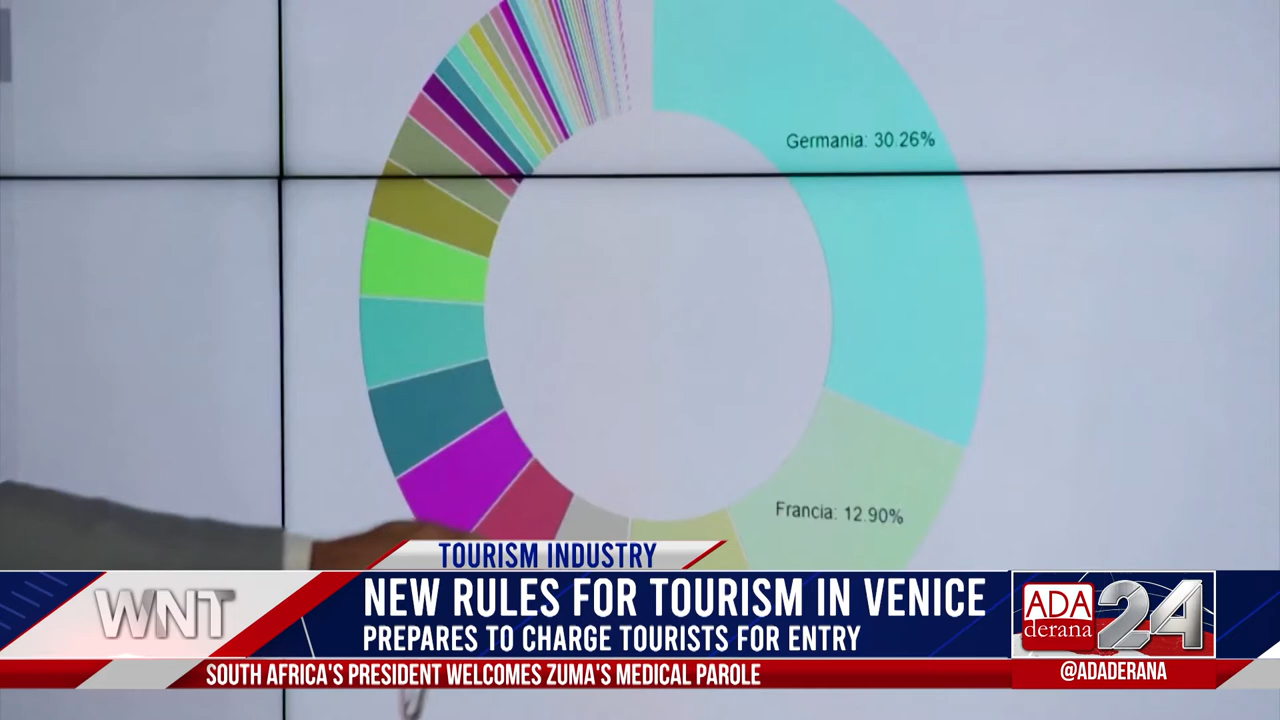 Germania: 30.26%
Francia: 12.90%
TOURISM INDUSTRY
WNT
NEW RULES FOR TOURISM IN VENICE
PREPARES TO CHARGE TOURISTS FOR ENTRY
ADA
derana
24
SOUTH AFRICA'S PRESIDENT WELCOMES ZUMA'S MEDICAL PAROLE
@ADADERANA